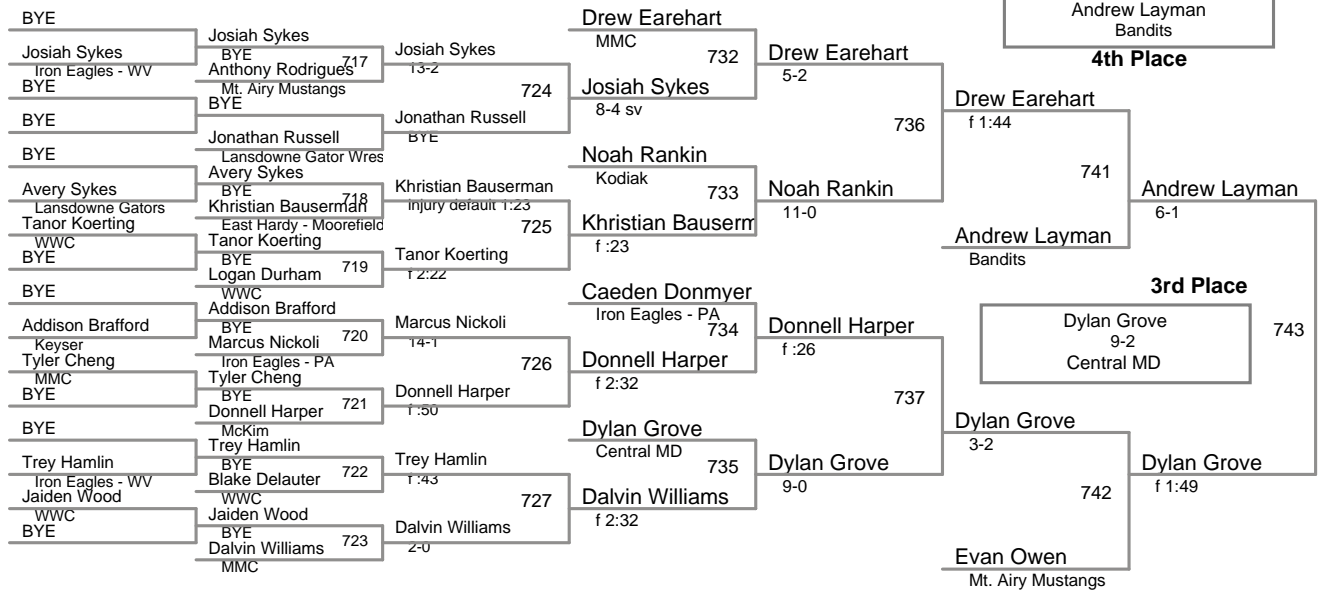 BYE
Josiah Sykes
Iron Eagles - WV
BYE
BYE
BYE
Avery Sykes
Lansdowne Gators
Tanor Koerting
WWC
BYE
BYE
Addison Brafford
Keyser
Tyler Cheng
MMC
BYE
BYE
Trey Hamlin
Iron Eagles - WV
Jaiden Wood
WWC
BYE
Josiah Sykes
BYE
717
Anthony Rodrigues
Mt. Airy Mustangs
BYE
Jonathan Russell
Lansdowne Gator Wres
Avery Sykes
BYE
718
Khristian Bauserman
East Hardy - Moorefield
Tanor Koerting
BYE
719
Logan Durham
WWC
Addison Brafford
BYE
720
Marcus Nickoli
Iron Eagles - PA
Tyler Cheng
BYE
721
Donnell Harper
McKim
Trey Hamlin
BYE
722
Blake Delauter
WWC
Jaiden Wood
BYE
723
Dalvin Williams
MMC
Josiah Sykes
13-2
724
Jonathan Russell
BYE
Khristian Bauserman
Injury default 1:23
725
Tanor Koerting
f 2:22
Marcus Nickoli
14-1
726
Donnell Harper
f :50
Trey Hamlin
f :43
727
Dalvin Williams
2-0
Drew Earehart
MMC
732
Josiah Sykes
8-4 sv
Noah Rankin
Kodiak
733
Khristian Bauserm
f :23
Caeden Donmyer
Iron Eagles - PA
734
Donnell Harper
f 2:32
Dylan Grove
Central MD
735
Dalvin Williams
f 2:32
Drew Earehart
5-2
736
Noah Rankin
11-0
Donnell Harper
f :26
737
Dylan Grove
9-0
Drew Earehart
f 1:44
741
Andrew Layman
Bandits
Dylan Grove
3-2
742
Evan Owen
Mt. Airy Mustangs
Andrew Layman
6-1
743
Dylan Grove
f 1:49
Andrew Layman
Bandits
4th Place
3rd Place
Dylan Grove
9-2
Central MD